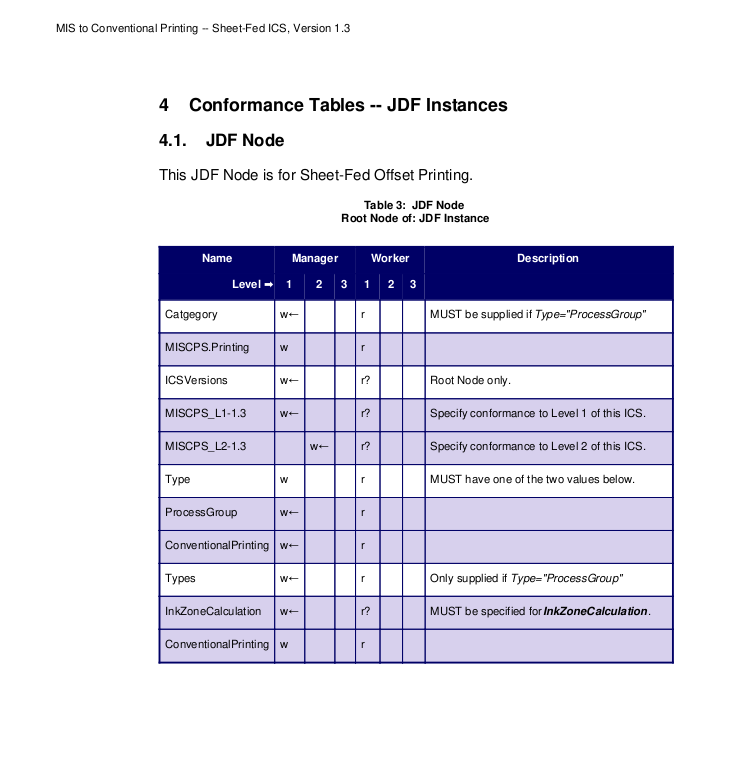 MIS to Conventional Printing – Sheet-Fed ICS, Version 1.3
4 Conformance Tables -- JDF Instances
4.1. JDF Node
This JDF Node is for Sheet-Fed Offset Printing.
Table 3: JDF Node
Root Node of: JDF Instance
Name Manager Worker Description
Level ➡ 1 2 3 1 2 3
Catgegory w← r MUST be supplied if Type="ProcessGroup"
MISCPS.Printing w r
ICSVersions w← r? Root Node only.
MISCPS_L1-1.3 w← r? Specify conformance to Level 1 of this ICS.
MISCPS_L2-1.3 w← r? Specify conformance to Level 2 of this ICS.
Type w r MUST have one of the two values below.
ProcessGroup w← r
ConventionalPrinting w← r
Types w← r Only supplied if Type="ProcessGroup"
InkZoneCalculation w← r? MUST be specified for InkZoneCalculation.
ConventionalPrinting w r